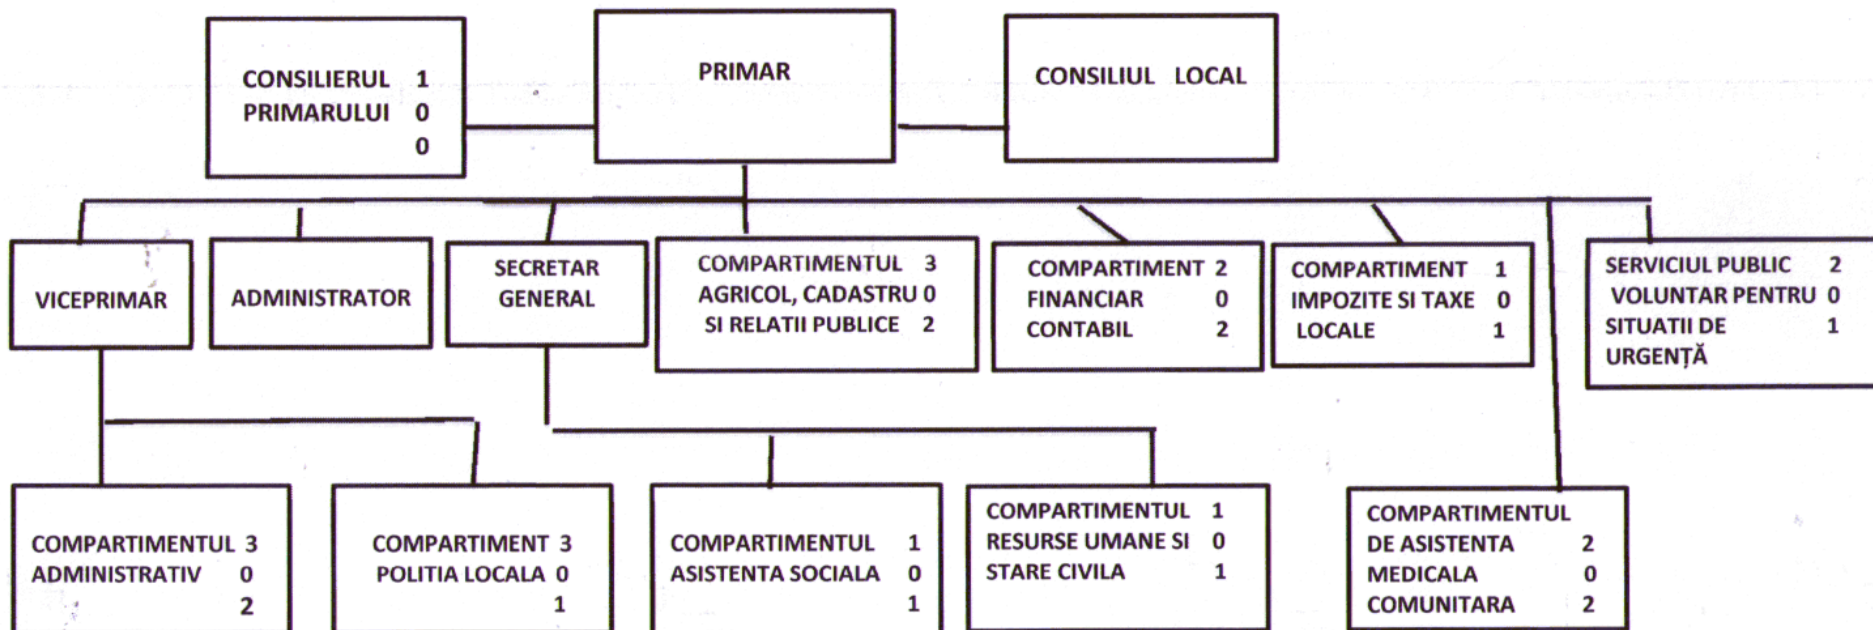 CONSILIERUL 1
PRIMARULUI 0
0
PRIMAR
CONSILIUL LOCAL
VICEPRIMAR
ADMINISTRATOR
SECRETAR
GENERAL
COMPARTIMENTUL 3
AGRICOL, CADASTRU 0
SI RELATII PUBLICE 2
COMPARTIMENT 2
FINANCIAR 0
CONTABIL 2
COMPARTIMENT 1
IMPOZITE SI TAXE 0
LOCALE 1
SERVICIUL PUBLIC 2
VOLUNTAR PENTRU 0
SITUATII DE 1
URGENȚĂ
COMPARTIMENTUL 3
ADMINISTRATIV 0
2
COMPARTIMENT 3
POLITIA LOCALA 0
1
COMPARTIMENTUL 1
ASISTENTA SOCIALA 0
1
COMPARTIMENTUL 1
RESURSE UMANE SI 0
STARE CIVILA 1
COMPARTIMENTUL
DE ASISTENTA 2
MEDICALA 0
COMUNITARA 2